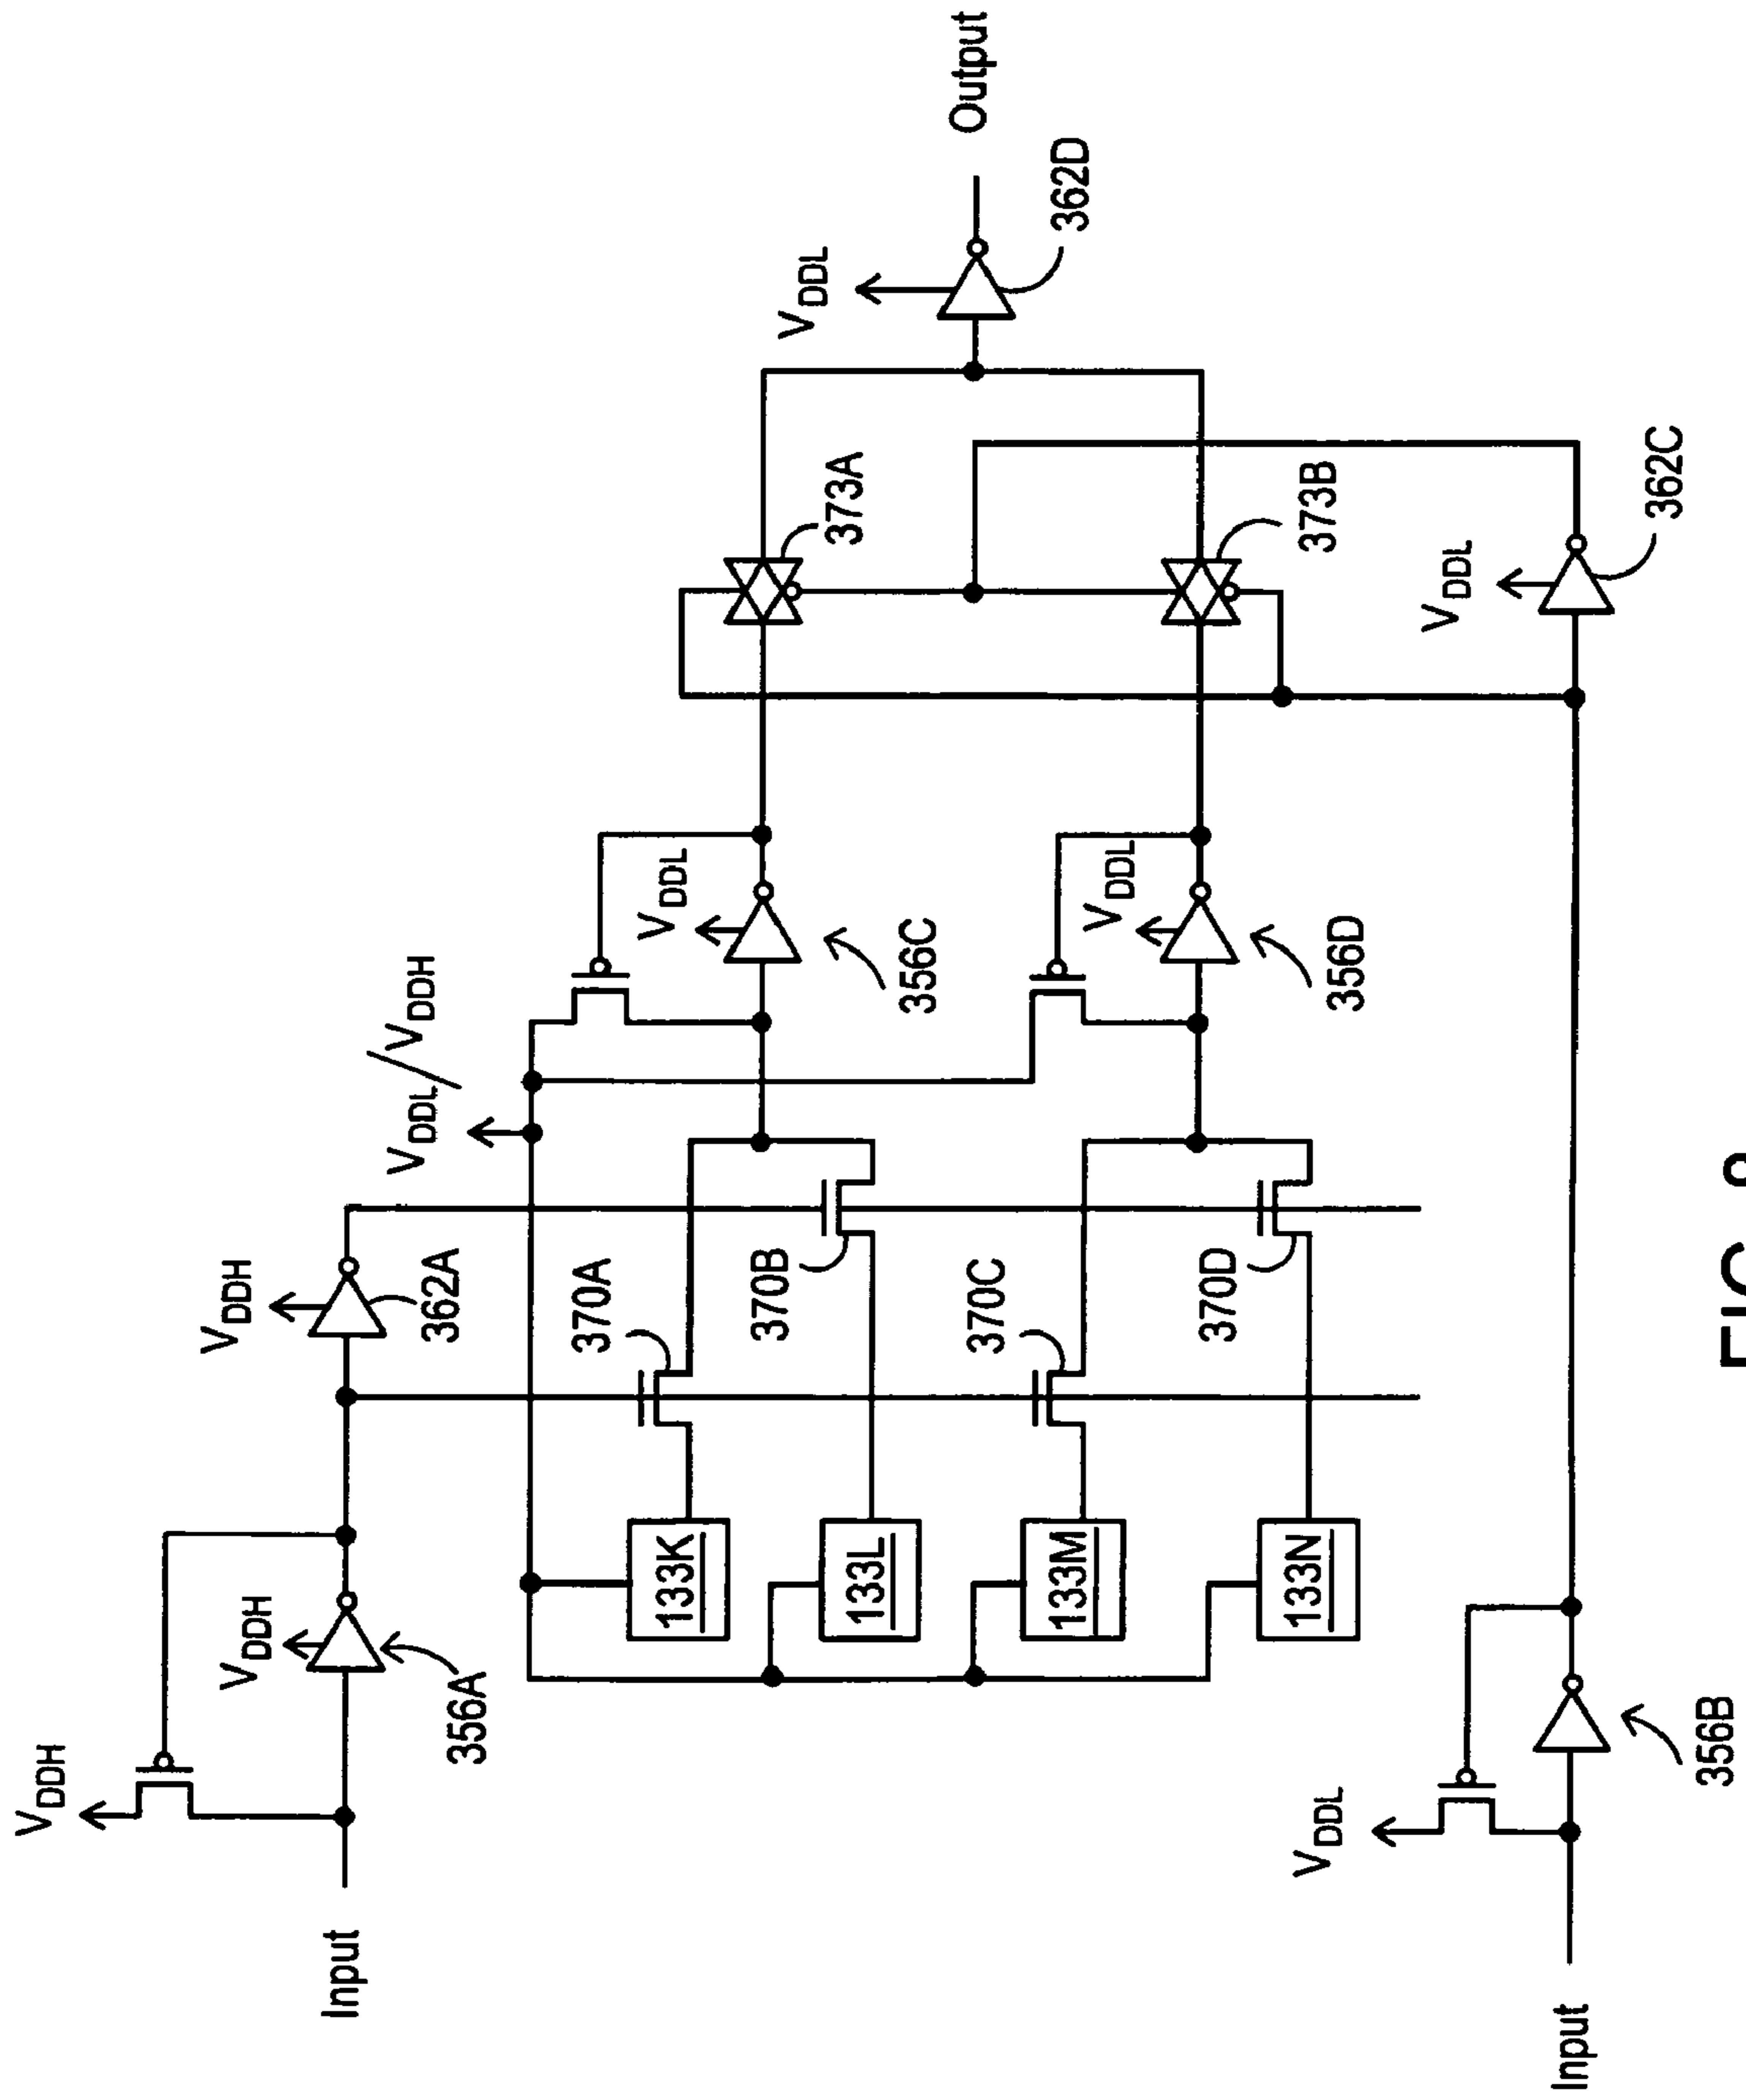 VDDH
VDDH
VDDH
Input
356A
362A
VDDL/VDDH
133K
370A
VDDL
356C
VDDL
Output
373A
133L
370B
362D
133M
370C
VDDL
356D
133N
370D
373B
VDDL
VDDL
Input
356B
362C